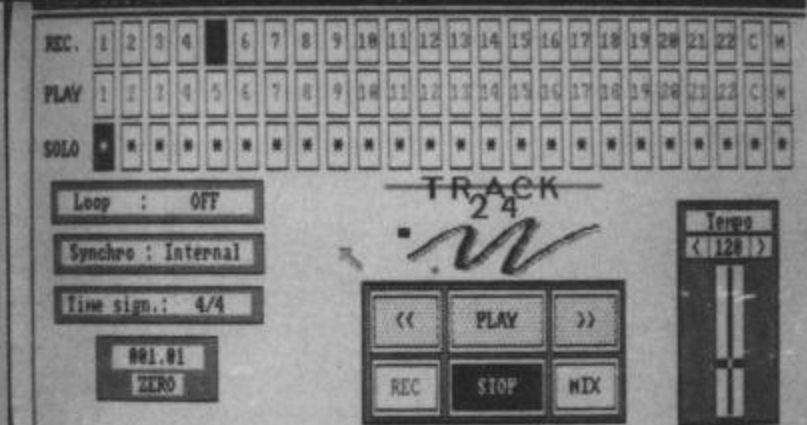 REC. 1 2 3 4 6 7 8 9 10 11 12 13 14 15 16 17 18 19 20 21 22 C M
PLAY 1 2 3 4 5 6 7 8 9 10 11 12 13 14 15 16 17 18 19 20 21 22 C M
SOLO * * * * * * * * * * * * * * * * * * * * * * * *
Loop : OFF
Synchro : Internal
Time sign.: 4/4
001.01
ZERO
TRACK
24
<< PLAY >>
REC STOP MIX
Tempo
< 120 >